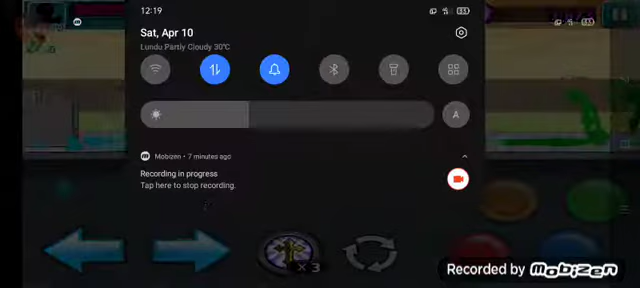 12:19
Sat, Apr 10
Lundu Partly Cloudy 30°C
A
Mobizen • 7 minutes ago
Recording in progress
Tap here to stop recording.
× 3
Recorded by mobizen